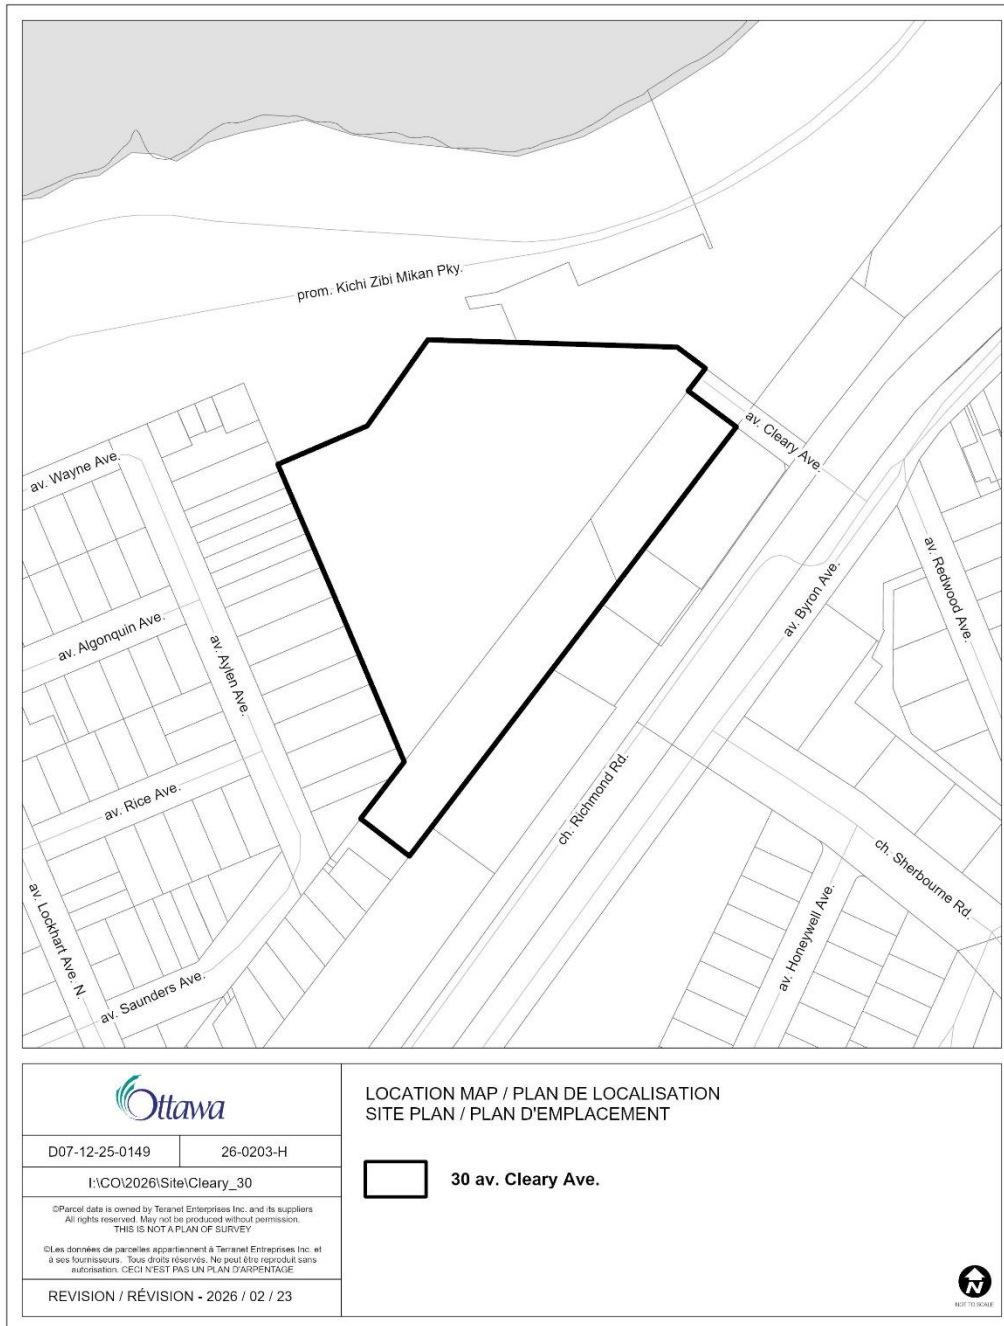 prom. Kichi Zibi Mikan Pky.
av. Cleary Ave.
av. Wayne Ave.
av. Redwood Ave.
av. Byron Ave.
av. Algonquin Ave.
av. Aylen Ave.
av. Rice Ave.
ch. Richmond Rd.
ch. Sherbourne Rd.
av. Lockhart Ave. N.
av. Honeywell Ave.
av. Saunders Ave.
Ottawa
D07-12-25-0149
26-0203-H
I:\CO\2026\Site\Cleary_30
©Parcel data is owned by Teranet Enterprises Inc. and its suppliers
All rights reserved. May not be produced without permission.
THIS IS NOT A PLAN OF SURVEY
©Les données de parcelles appartiennent à Terranet Entreprises Inc. et
à ses fournisseurs. Tous droits réservés. Ne peut être reproduit sans
autorisation. CECI N'EST PAS UN PLAN D'ARPENTAGE
REVISION / RÉVISION - 2026 / 02 / 23
LOCATION MAP / PLAN DE LOCALISATION
SITE PLAN / PLAN D'EMPLACEMENT
30 av. Cleary Ave.
N
NOT TO SCALE